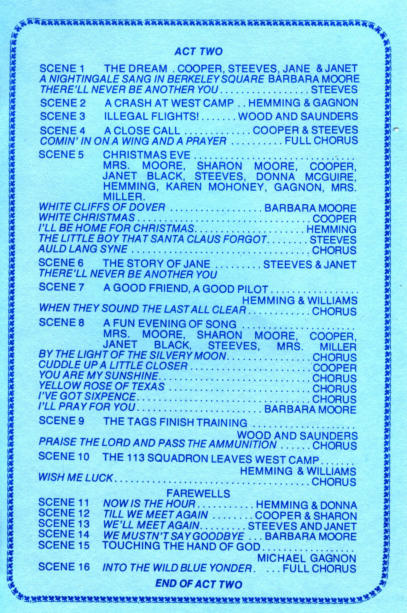 ACT TWO
SCENE 1 THE DREAM . COOPER, STEEVES, JANE & JANET
A NIGHTINGALE SANG IN BERKELEY SQUARE BARBARA MOORE
THERE'LL NEVER BE ANOTHER YOU . . . . . . . . . . . . . . . STEEVES
SCENE 2 A CRASH AT WEST CAMP . . HEMMING & GAGNON
SCENE 3 ILLEGAL FLIGHTS! . . . . . . . WOOD AND SAUNDERS
SCENE 4 A CLOSE CALL . . . . . . . . . . . . COOPER & STEEVES
COMIN' IN ON A WING AND A PRAYER . . . . . . . . . . FULL CHORUS
SCENE 5 CHRISTMAS EVE . . . . . . . . . . . . . . . . . . . . . .
MRS. MOORE, SHARON MOORE, COOPER,
JANET BLACK, STEEVES, DONNA MCGUIRE,
HEMMING, KAREN MOHONEY, GAGNON, MRS.
MILLER.
WHITE CLIFFS OF DOVER . . . . . . . . . . . . . . . . . BARBARA MOORE
WHITE CHRISTMAS . . . . . . . . . . . . . . . . . . . . . . . . . . . COOPER
I'LL BE HOME FOR CHRISTMAS. . . . . . . . . . . . . . . . . HEMMING
THE LITTLE BOY THAT SANTA CLAUS FORGOT. . . . . . . STEEVES
AULD LANG SYNE . . . . . . . . . . . . . . . . . . . . . . . . . . . . CHORUS
SCENE 6 THE STORY OF JANE . . . . . . . . . STEEVES & JANET
THERE'LL NEVER BE ANOTHER YOU
SCENE 7 A GOOD FRIEND, A GOOD PILOT . . . . . . . . . . . . . . .
HEMMING & WILLIAMS
WHEN THEY SOUND THE LAST ALL CLEAR . . . . . . . . . . . CHORUS
SCENE 8 A FUN EVENING OF SONG . . . . . . . . . . . . . . . . .
MRS. MOORE, SHARON MOORE, COOPER,
JANET BLACK, STEEVES, MRS. MILLER
BY THE LIGHT OF THE SILVERY MOON. . . . . . . . . . . . . . CHORUS
CUDDLE UP A LITTLE CLOSER . . . . . . . . . . . . . . . . . . . COOPER
YOU ARE MY SUNSHINE. . . . . . . . . . . . . . . . . . . . . . . . CHORUS
YELLOW ROSE OF TEXAS . . . . . . . . . . . . . . . . . . . . . . CHORUS
I'VE GOT SIXPENCE. . . . . . . . . . . . . . . . . . . . . . . . . . . CHORUS
I'LL PRAY FOR YOU . . . . . . . . . . . . . . . . . . . . . BARBARA MOORE
SCENE 9 THE TAGS FINISH TRAINING . . . . . . . . . . . . . . .
WOOD AND SAUNDERS
PRAISE THE LORD AND PASS THE AMMUNITION . . . . . CHORUS
SCENE 10 THE 113 SQUADRON LEAVES WEST CAMP. . . . . .
HEMMING & WILLIAMS
WISH ME LUCK. . . . . . . . . . . . . . . . . . . . . . . . . . . . . . CHORUS
FAREWELLS
SCENE 11 NOW IS THE HOUR . . . . . . . . . . HEMMING & DONNA
SCENE 12 TILL WE MEET AGAIN . . . . . . . . COOPER & SHARON
SCENE 13 WE'LL MEET AGAIN. . . . . . . . STEEVES AND JANET
SCENE 14 WE MUSTN'T SAY GOODBYE . . . BARBARA MOORE
SCENE 15 TOUCHING THE HAND OF GOD. . . . . . . . . . . . . . .
MICHAEL GAGNON
SCENE 16 INTO THE WILD BLUE YONDER. . . . FULL CHORUS
END OF ACT TWO